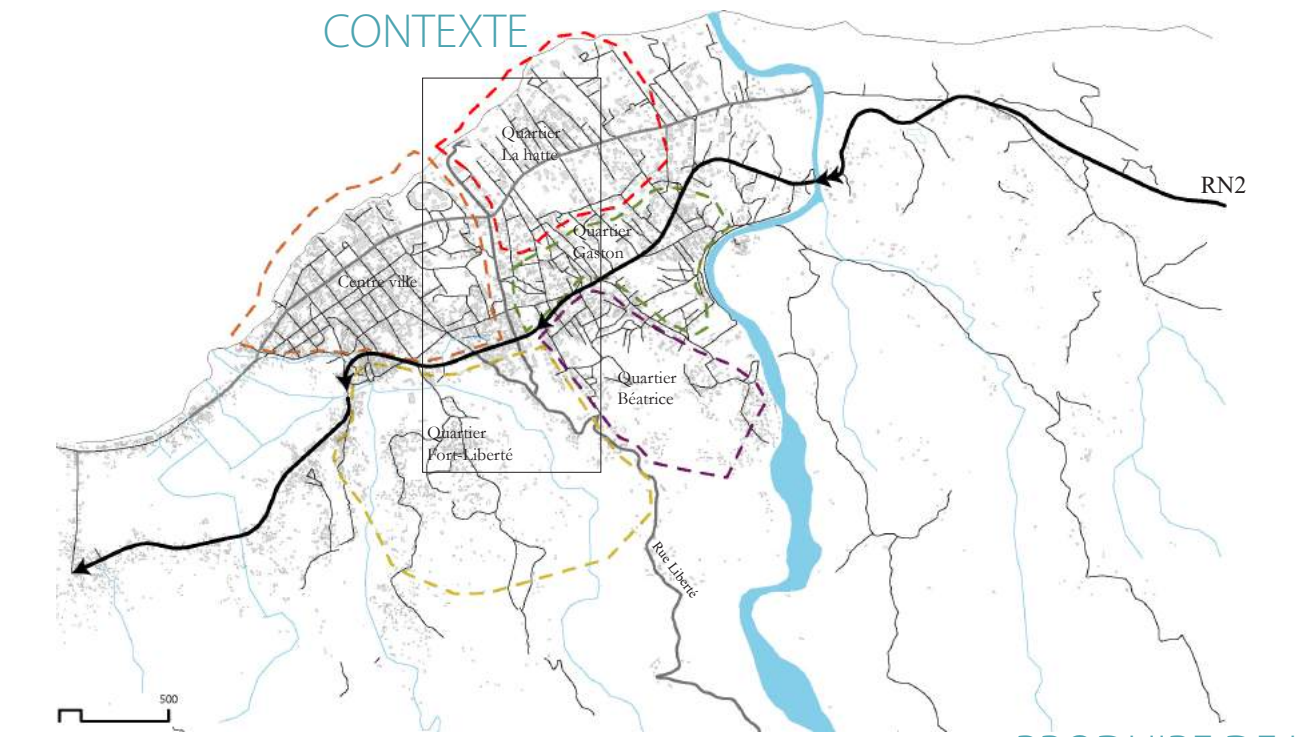 CONTEXTE
Quartier
La hatte
RN2
Quartier
Gaston
Centre ville
Quartier
Béatrice
Quartier
Fort-Liberté
Rue Liberté
500